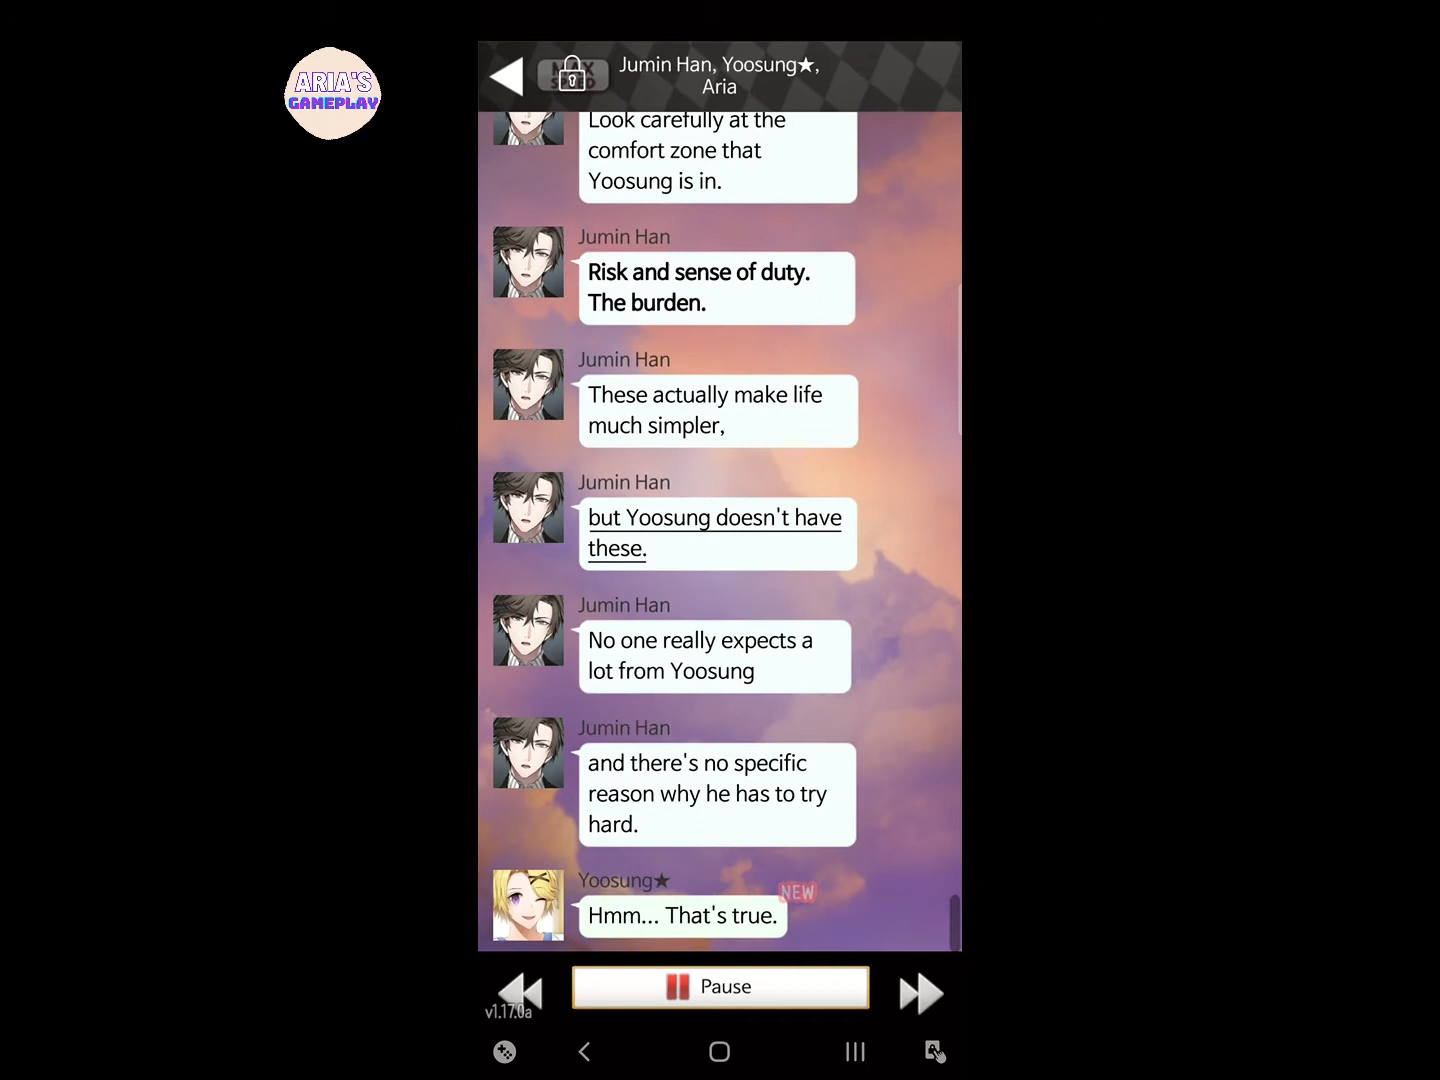 ARIA'S
GAMEPLAY
Jumin Han, Yoosung★,
Aria
Look carefully at the
comfort zone that
Yoosung is in.
Jumin Han
Risk and sense of duty.
The burden.
Jumin Han
These actually make life
much simpler,
Jumin Han
but Yoosung doesn't have
these.
Jumin Han
No one really expects a
lot from Yoosung
Jumin Han
and there's no specific
reason why he has to try
hard.
Yoosung★
NEW
Hmm... That's true.
Pause
v1.17.0a